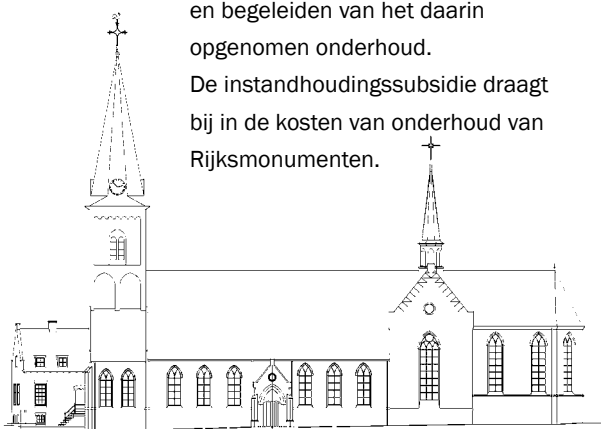 en begeleiden van het daarin
opgenomen onderhoud.
De instandhoudingssubsidie draagt
bij in de kosten van onderhoud van
Rijksmonumenten.